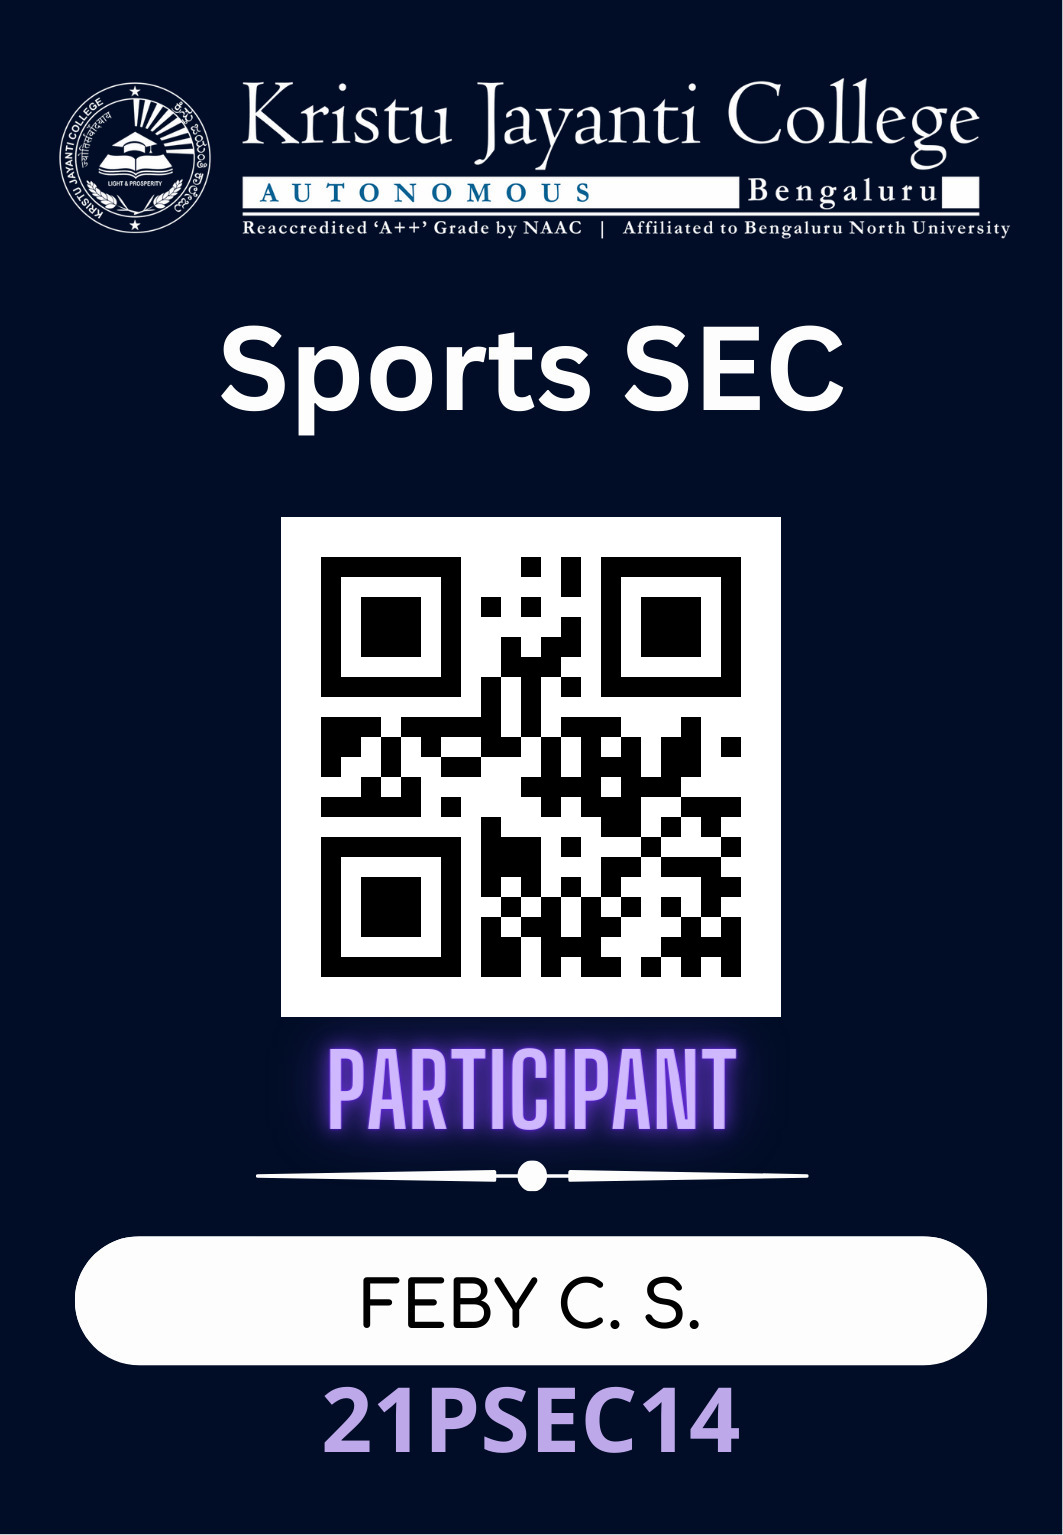 KRISTU JAYANTI COLLEGE
ಕ್ರಿಸ್ತು ಜಯಂತಿ ಕಾಲೇಜು
LIGHT & PROSPERITY
Kristu Jayanti College
AUTONOMOUS Bengaluru
Reaccredited ‘A++’ Grade by NAAC | Affiliated to Bengaluru North University
Sports SEC
PARTICIPANT
FEBY C. S.
21PSEC14